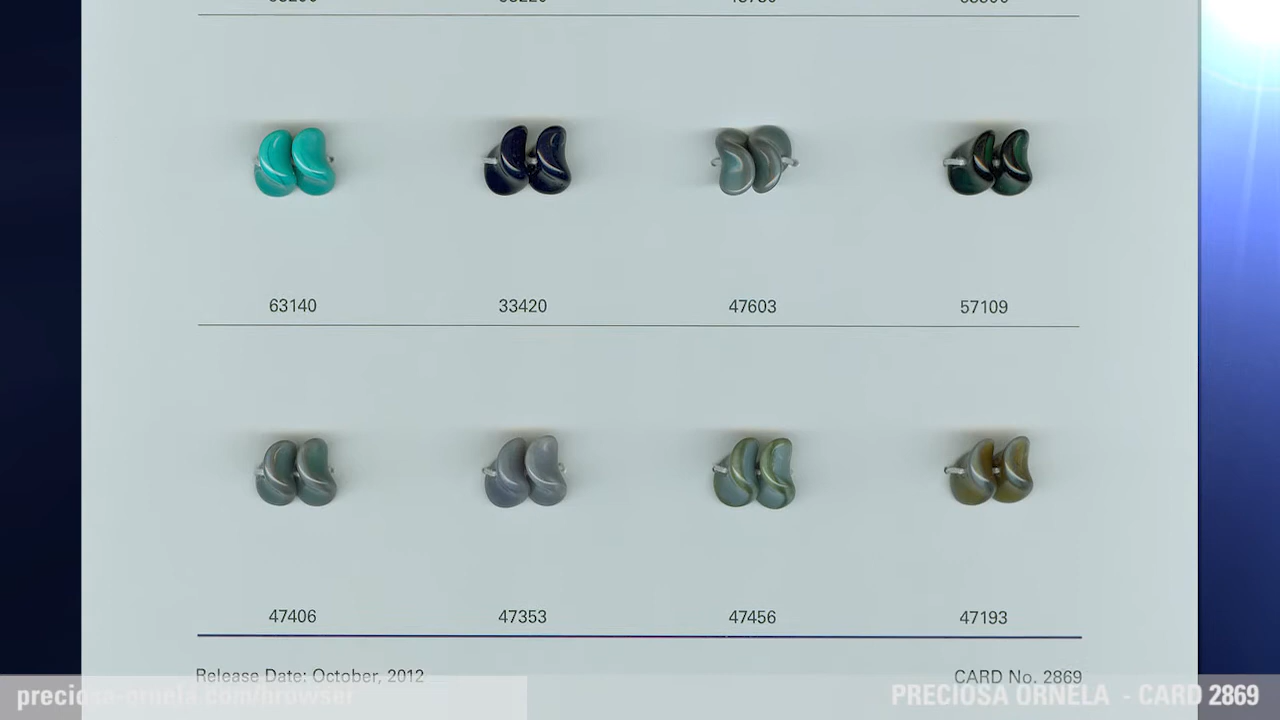 63140 33420 47603 57109
47406 47353 47456 47193
Release Date: October, 2012 CARD No. 2869
preciosa-ornela.com/browser PRECIOSA ORNELA - CARD 2869